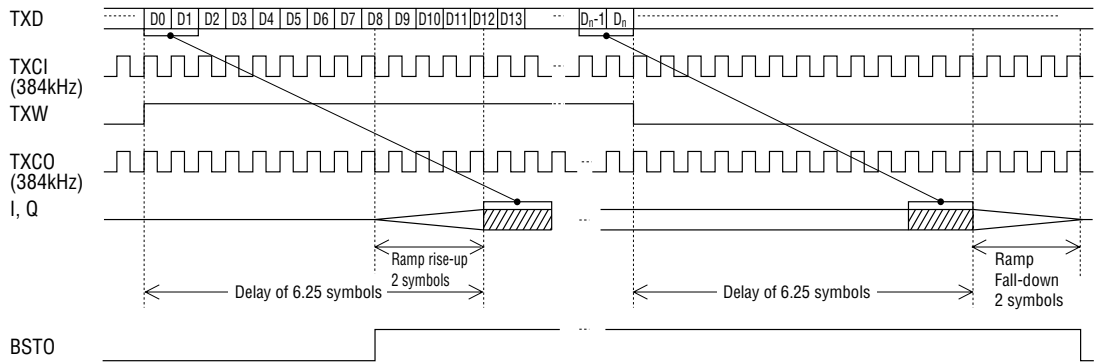 TXD
D0 D1 D2 D3 D4 D5 D6 D7 D8 D9 D10 D11 D12 D13 Dn-1 Dn
TXCI
(384kHz)
TXW
TXCO
(384kHz)
I, Q
Ramp rise-up
2 symbols
Ramp
Fall-down
2 symbols
Delay of 6.25 symbols
Delay of 6.25 symbols
BSTO